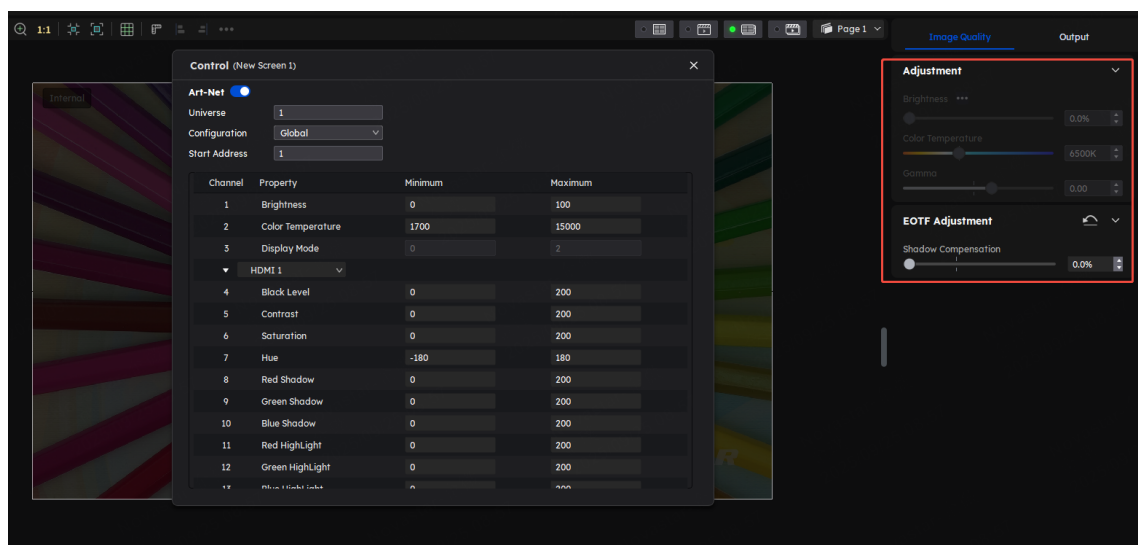 1:1
Page 1
Image Quality Output
Control (New Screen 1)
Adjustment
Internal
Art-Net
Brightness
Universe 1
0.0%
Configuration Global
Color Temperature
Start Address 1
6500K
Gamma
Channel Property Minimum Maximum
0.00
1 Brightness 0 100
EOTF Adjustment
2 Color Temperature 1700 15000
3 Display Mode 0 2
Shadow Compensation
HDMI 1
0.0%
4 Black Level 0 200
5 Contrast 0 200
6 Saturation 0 200
7 Hue -180 180
8 Red Shadow 0 200
9 Green Shadow 0 200
10 Blue Shadow 0 200
11 Red HighLight 0 200
12 Green HighLight 0 200
13 Blue HighLight 0 200